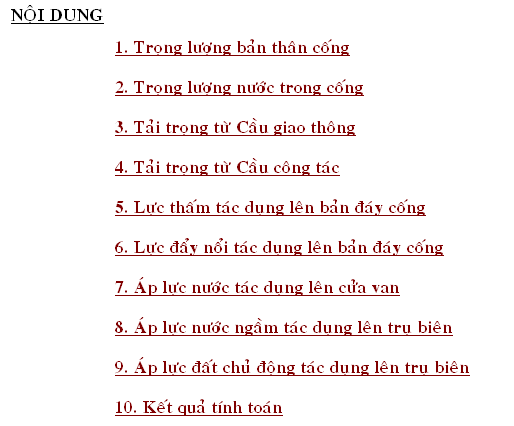 NỘI DUNG
1. Trọng lượng bản thân cống
2. Trọng lượng nước trong cống
3. Tải trọng từ Cầu giao thông
4. Tải trọng từ Cầu công tác
5. Lực thấm tác dụng lên bản đáy cống
6. Lực đẩy nổi tác dụng lên bản đáy cống
7. Áp lực nước tác dụng lên cửa van
8. Áp lực nước ngầm tác dụng lên trụ biên
9. Áp lực đất chủ động tác dụng lên trụ biên
10. Kết quả tính toán